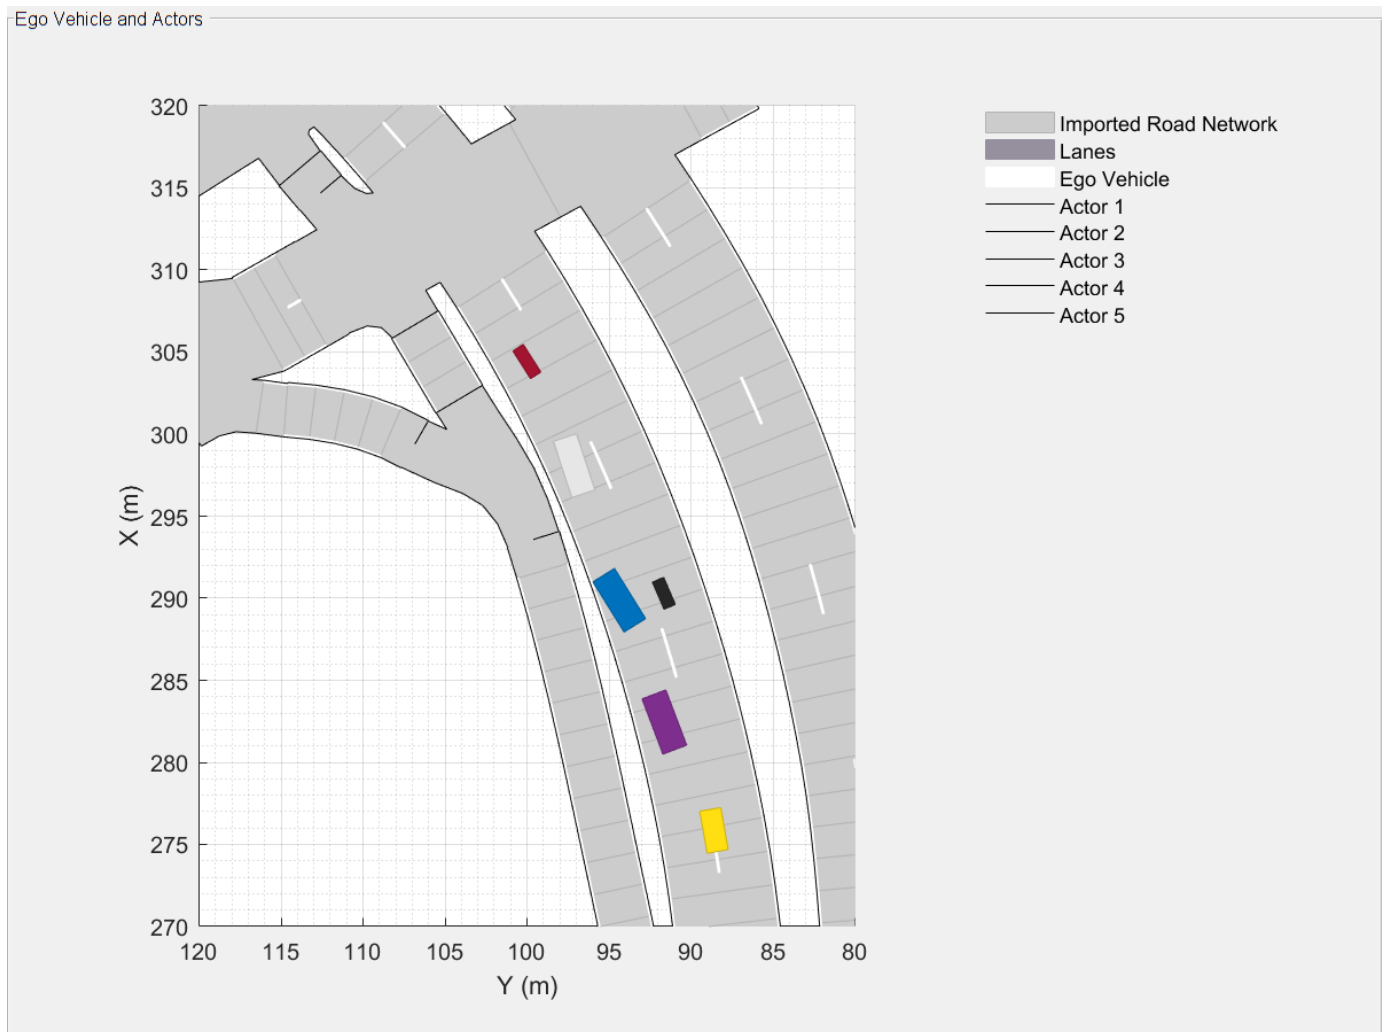 Ego Vehicle and Actors
320
315
310
305
300
295
290
285
280
275
270
120
115
110
105
100
95
90
85
80
X (m)
Y (m)
Imported Road Network
Lanes
Ego Vehicle
Actor 1
Actor 2
Actor 3
Actor 4
Actor 5